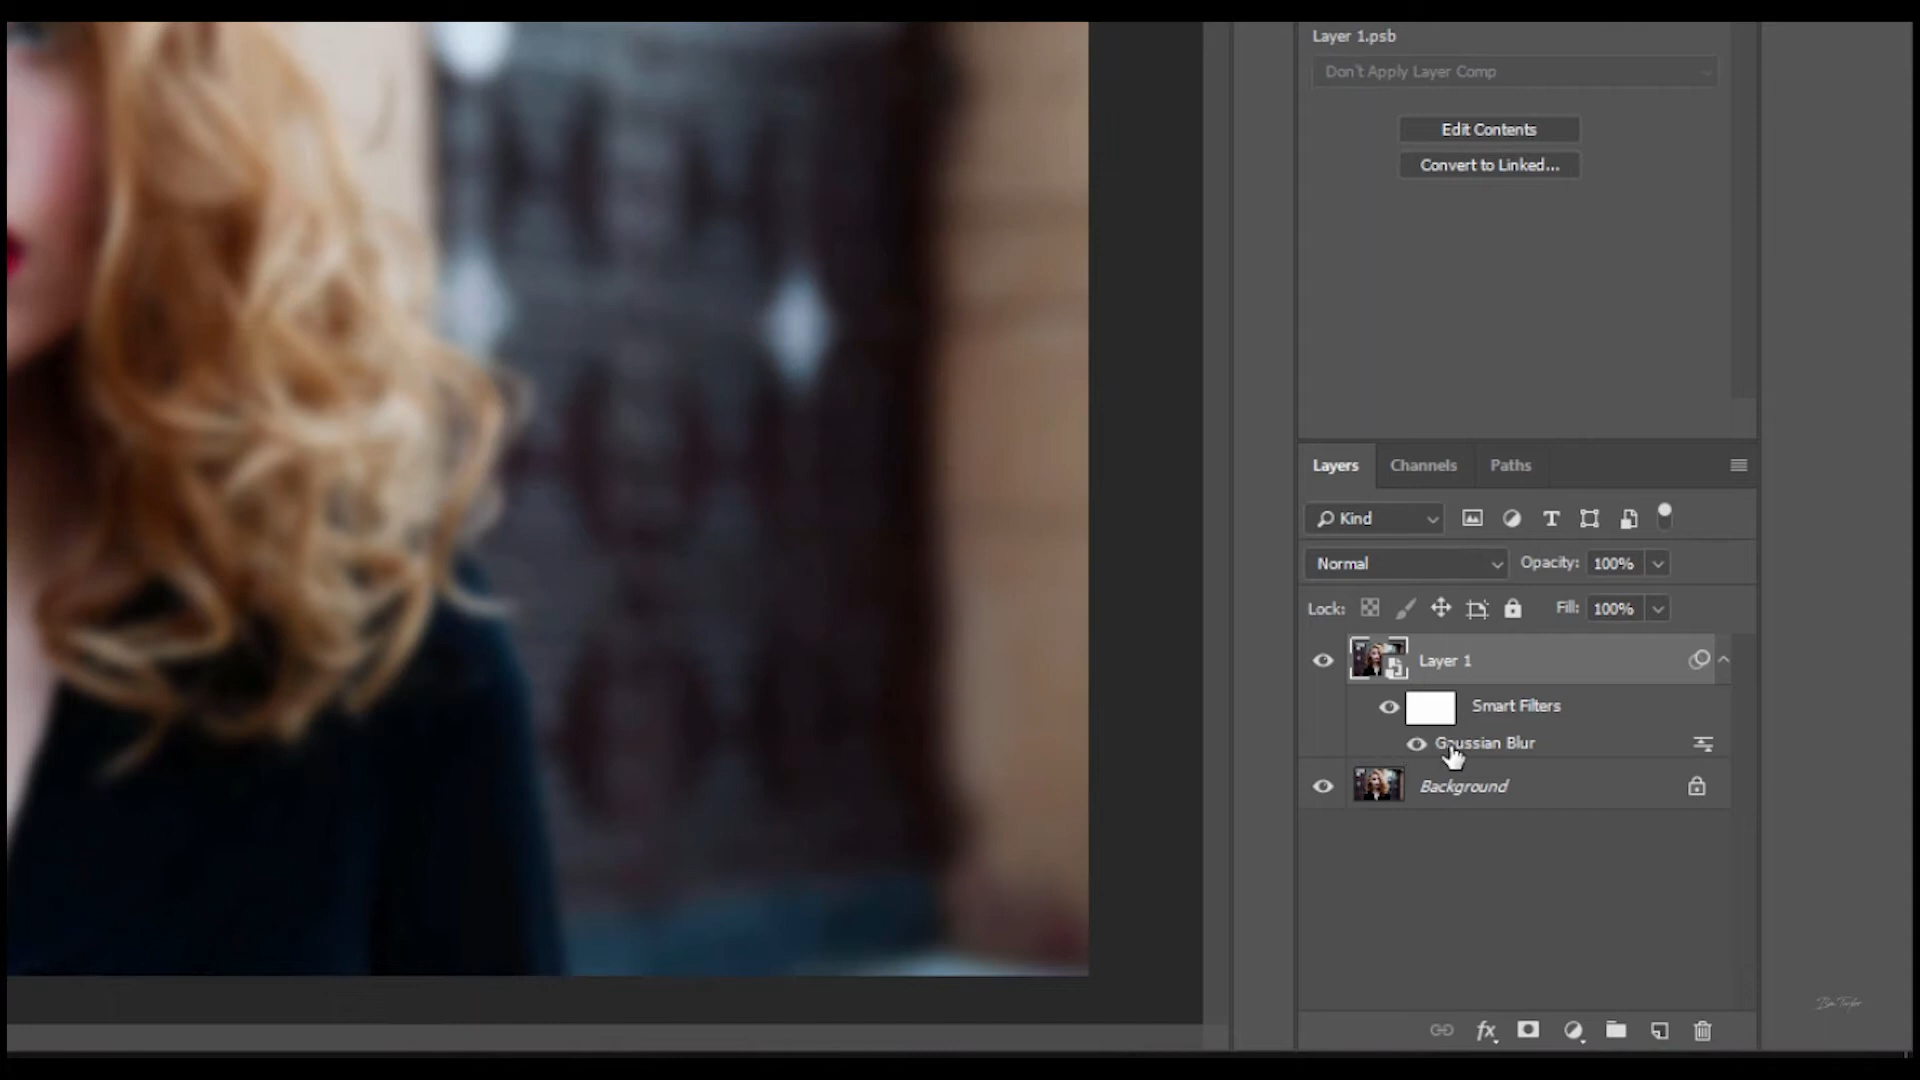 Layer 1.psb
Don't Apply Layer Comp
Edit Contents
Convert to Linked...
Layers Channels Paths
Kind
Normal Opacity: 100%
Lock: Fill: 100%
Layer 1
Smart Filters
Gaussian Blur
Background
fx